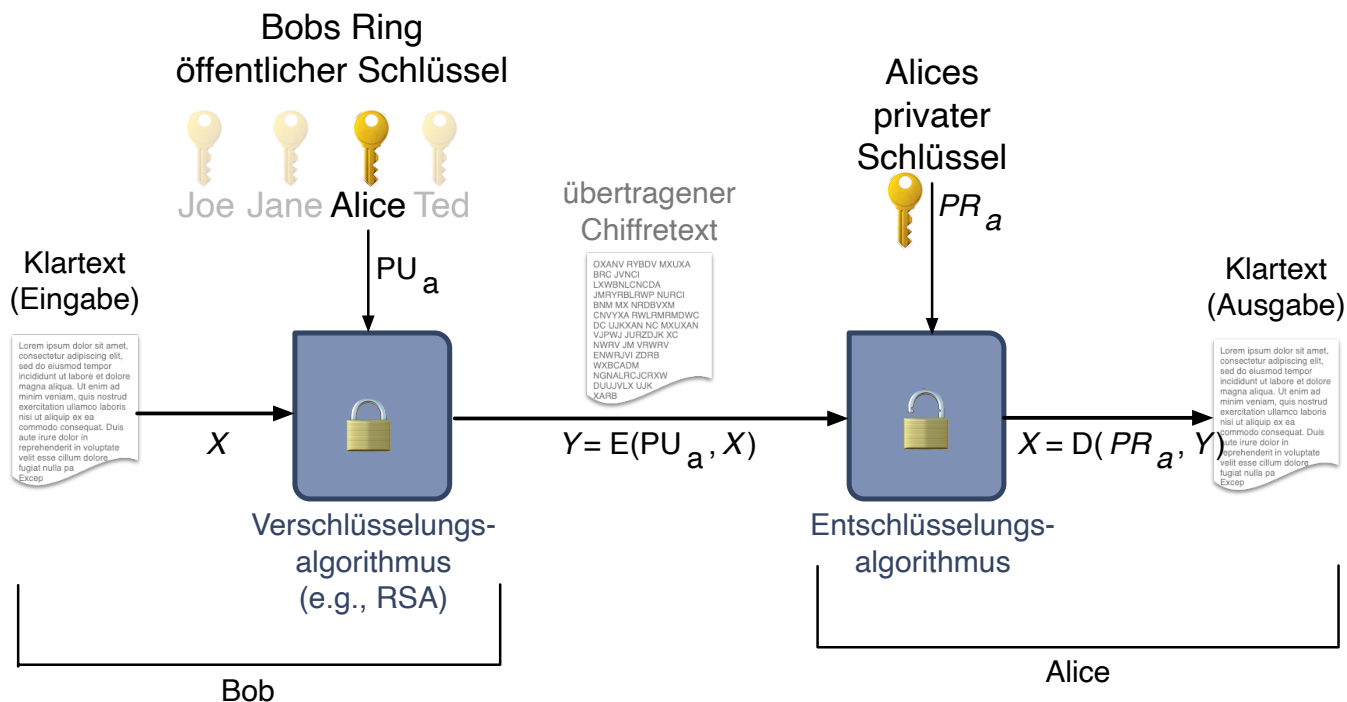 Bobs Ring
öffentlicher Schlüssel
Joe Jane Alice Ted
PU a
Alices
privater
Schlüssel
PR a
übertragener
Chiffretext
OXANV RYBDV MXUXA
BRC JVNCI
LXWBNLCNCDA
JMRYRBLRWP NURCI
BNM MX NRDBVXM
CNVYXA RWLRMRMDWC
DC UJKXAN NC MXUXAN
VJPWJ JURZDJK XC
NWRV JM VRWRV
ENWRJVI ZDRB
WXBCADM
NGNALRCJCRXW
DUUJVLX UJK
XARB
Klartext
(Eingabe)
Lorem ipsum dolor sit amet,
consectetur adipiscing elit,
sed do eiusmod tempor
incididunt ut labore et dolore
magna aliqua. Ut enim ad
minim veniam, quis nostrud
exercitation ullamco laboris
nisi ut aliquip ex ea
commodo consequat. Duis
aute irure dolor in
reprehenderit in voluptate
velit esse cillum dolore
fugiat nulla pa
Excep
X
Y = E(PU a, X)
X = D( PR a, Y)
Klartext
(Ausgabe)
Lorem ipsum dolor sit amet,
consectetur adipiscing elit,
sed do eiusmod tempor
incididunt ut labore et dolore
magna aliqua. Ut enim ad
minim veniam, quis nostrud
exercitation ullamco laboris
nisi ut aliquip ex ea
commodo consequat. Duis
aute irure dolor in
reprehenderit in voluptate
velit esse cillum dolore
fugiat nulla pa
Excep
Verschlüsselungs-
algorithmus
(e.g., RSA)
Entschlüsselungs-
algorithmus
Bob
Alice